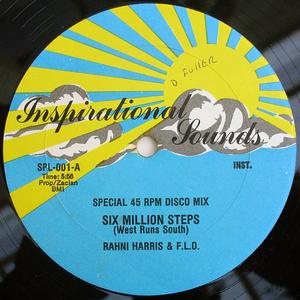 D FULLER
Inspirational Sounds
SPL-001-A
Time: 5:56
Prop/Zaclan
BMI
INST.
SPECIAL 45 RPM DISCO MIX
SIX MILLION STEPS
(West Runs South)
RAHNI HARRIS & F.L.O.